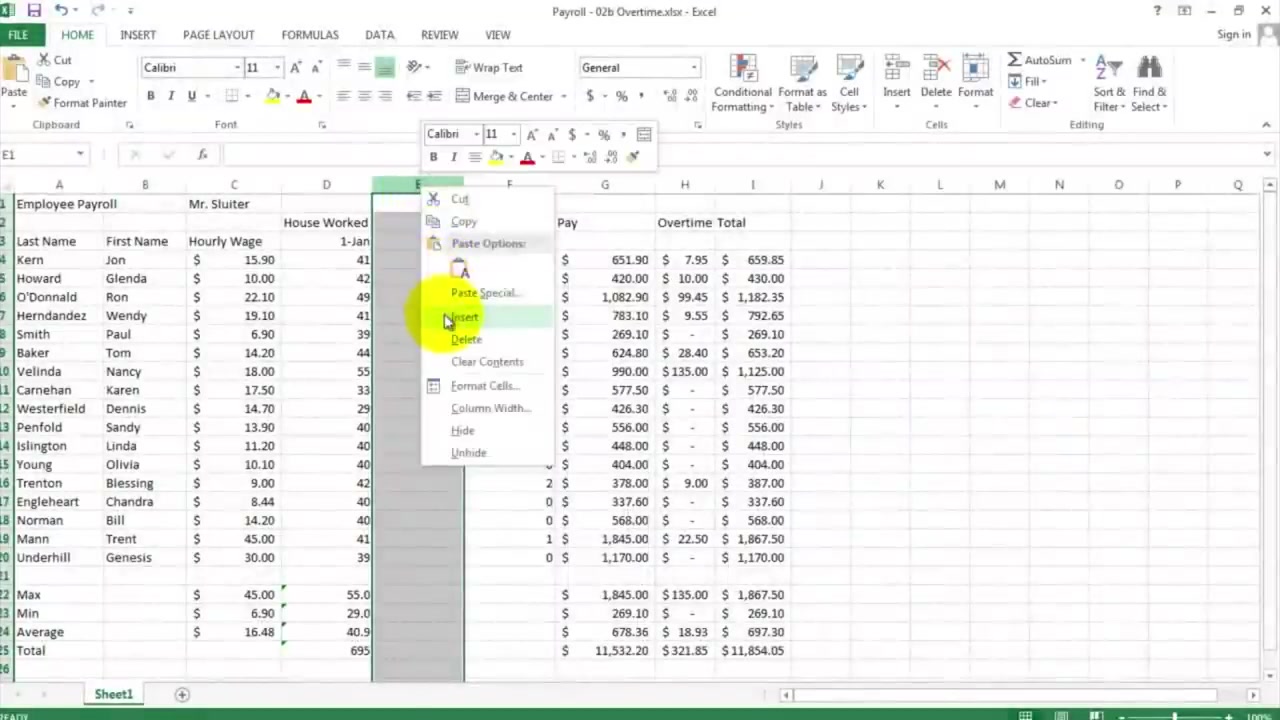 Payroll - 02b Overtime.xlsx - Excel
FILE HOME INSERT PAGE LAYOUT FORMULAS DATA REVIEW VIEW Sign in
Cut Calibri 11 Wrap Text General AutoSum
Copy Merge & Center Fill
Paste Format Painter Conditional Formatting Format as Table Cell Styles Insert Delete Format Clear Sort & Filter Find & Select
Clipboard Font Styles Cells Editing
Calibri 11
E1
A B C D E F G H I J K L M N O P Q
1 Employee Payroll Mr. Sluiter
2 House Worked Pay Overtime Total
3 Last Name First Name Hourly Wage 1-Jan
4 Kern Jon $ 15.90 41 $ 651.90 $ 7.95 $ 659.85
5 Howard Glenda $ 10.00 42 $ 420.00 $ 10.00 $ 430.00
6 O'Donnald Ron $ 22.10 49 $ 1,082.90 $ 99.45 $ 1,182.35
7 Herndandez Wendy $ 19.10 41 $ 783.10 $ 9.55 $ 792.65
8 Smith Paul $ 6.90 39 $ 269.10 $ - $ 269.10
9 Baker Tom $ 14.20 44 $ 624.80 $ 28.40 $ 653.20
10 Velinda Nancy $ 18.00 55 $ 990.00 $ 135.00 $ 1,125.00
11 Carnehan Karen $ 17.50 33 $ 577.50 $ - $ 577.50
12 Westerfield Dennis $ 14.70 29 $ 426.30 $ - $ 426.30
13 Penfold Sandy $ 13.90 40 $ 556.00 $ - $ 556.00
14 Islington Linda $ 11.20 40 $ 448.00 $ - $ 448.00
15 Young Olivia $ 10.10 40 $ 404.00 $ - $ 404.00
16 Trenton Blessing $ 9.00 42 2 $ 378.00 $ 9.00 $ 387.00
17 Engleheart Chandra $ 8.44 40 0 $ 337.60 $ - $ 337.60
18 Norman Bill $ 14.20 40 0 $ 568.00 $ - $ 568.00
19 Mann Trent $ 45.00 41 1 $ 1,845.00 $ 22.50 $ 1,867.50
20 Underhill Genesis $ 30.00 39 0 $ 1,170.00 $ - $ 1,170.00
21
22 Max $ 45.00 55.0 $ 1,845.00 $ 135.00 $ 1,867.50
23 Min $ 6.90 29.0 $ 269.10 $ - $ 269.10
24 Average $ 16.48 40.9 $ 678.36 $ 18.93 $ 697.30
25 Total 695 $ 11,532.20 $ 321.85 $ 11,854.05
26
Cut
Copy
Paste Options:
Paste Special...
Insert
Delete
Clear Contents
Format Cells...
Column Width...
Hide
Unhide
Sheet1
READY 100%